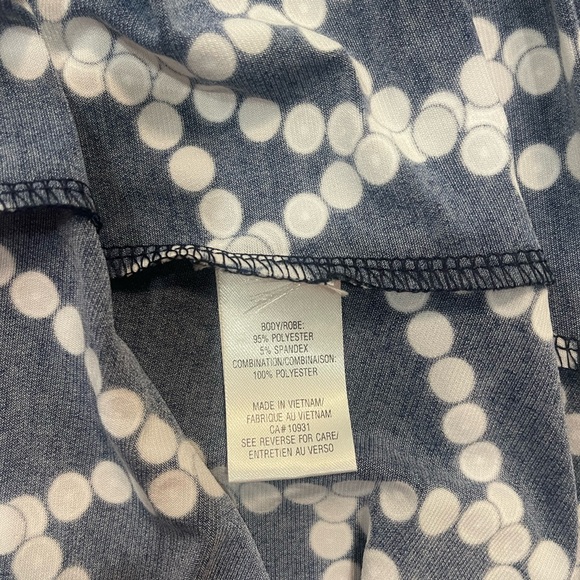 BODY/ROBE:
95% POLYESTER
5% SPANDEX
COMBINATION/COMBINAISON:
100% POLYESTER
MADE IN VIETNAM/
FABRIQUE AU VIETNAM
CA#10931
SEE REVERSE FOR CARE/
ENTRETIEN AU VERSO